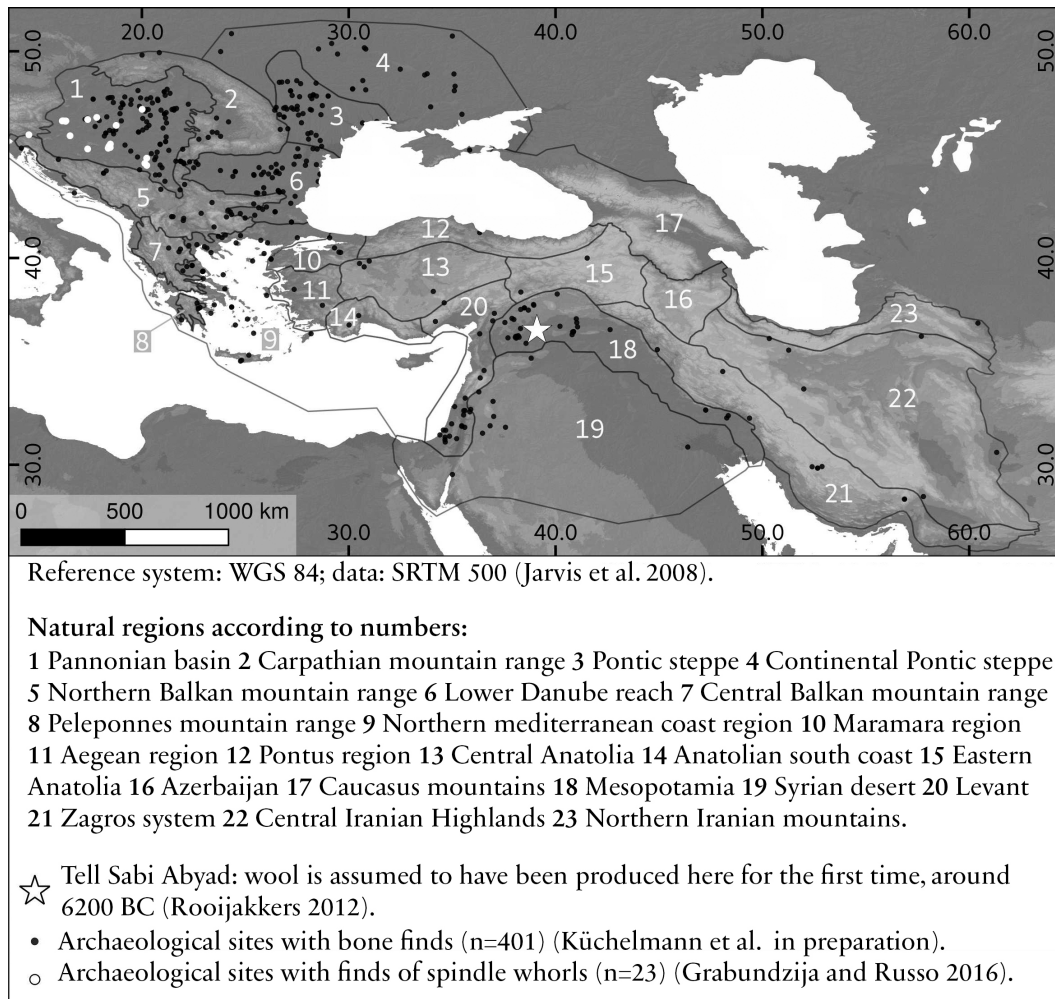 20.0 30.0 40.0 50.0 60.0
50.0 50.0
1 2 3 4
5 6
7 10 12 17
40.0 40.0
11 13 14 15 16 20
8 9 18 23
22
19
30.0 30.0
21
0 500 1000 km
30.0 40.0 50.0 60.0
Reference system: WGS 84; data: SRTM 500 (Jarvis et al. 2008).
Natural regions according to numbers:
1 Pannonian basin 2 Carpathian mountain range 3 Pontic steppe 4 Continental Pontic steppe
5 Northern Balkan mountain range 6 Lower Danube reach 7 Central Balkan mountain range
8 Peleponnes mountain range 9 Northern mediterranean coast region 10 Maramara region
11 Aegean region 12 Pontus region 13 Central Anatolia 14 Anatolian south coast 15 Eastern
Anatolia 16 Azerbaijan 17 Caucasus mountains 18 Mesopotamia 19 Syrian desert 20 Levant
21 Zagros system 22 Central Iranian Highlands 23 Northern Iranian mountains.
Tell Sabi Abyad: wool is assumed to have been produced here for the first time, around
6200 BC (Rooijakkers 2012).
Archaeological sites with bone finds (n=401) (Küchelmann et al. in preparation).
Archaeological sites with finds of spindle whorls (n=23) (Grabundzija and Russo 2016).